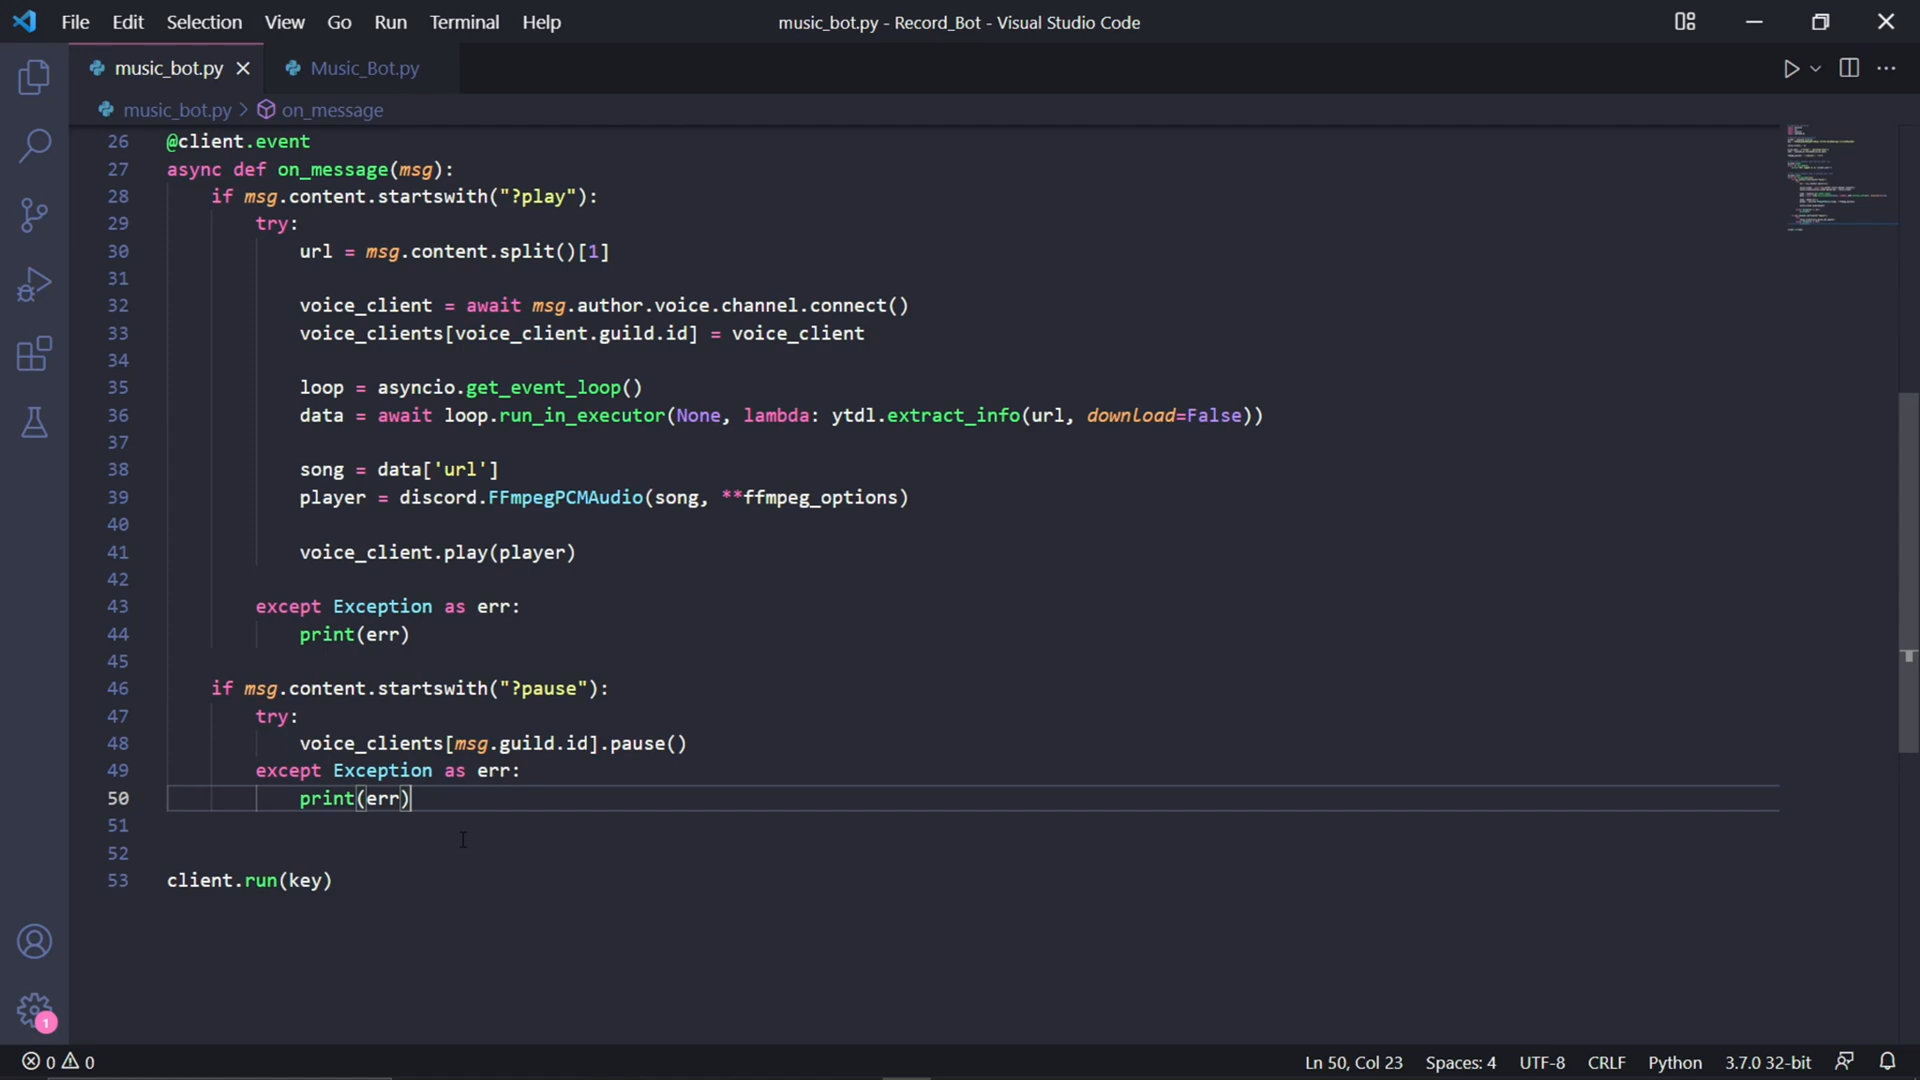 File Edit Selection View Go Run Terminal Help music_bot.py - Record_Bot - Visual Studio Code
music_bot.py Music_Bot.py
music_bot.py > on_message
26 @client.event
27 async def on_message(msg):
28     if msg.content.startswith("?play"):
29         try:
30             url = msg.content.split()[1]
31
32             voice_client = await msg.author.voice.channel.connect()
33             voice_clients[voice_client.guild.id] = voice_client
34
35             loop = asyncio.get_event_loop()
36             data = await loop.run_in_executor(None, lambda: ytdl.extract_info(url, download=False))
37
38             song = data['url']
39             player = discord.FFmpegPCMAudio(song, **ffmpeg_options)
40
41             voice_client.play(player)
42
43         except Exception as err:
44             print(err)
45
46     if msg.content.startswith("?pause"):
47         try:
48             voice_clients[msg.guild.id].pause()
49         except Exception as err:
50             print(err)
51
52
53 client.run(key)
1
0 0 Ln 50, Col 23 Spaces: 4 UTF-8 CRLF Python 3.7.0 32-bit